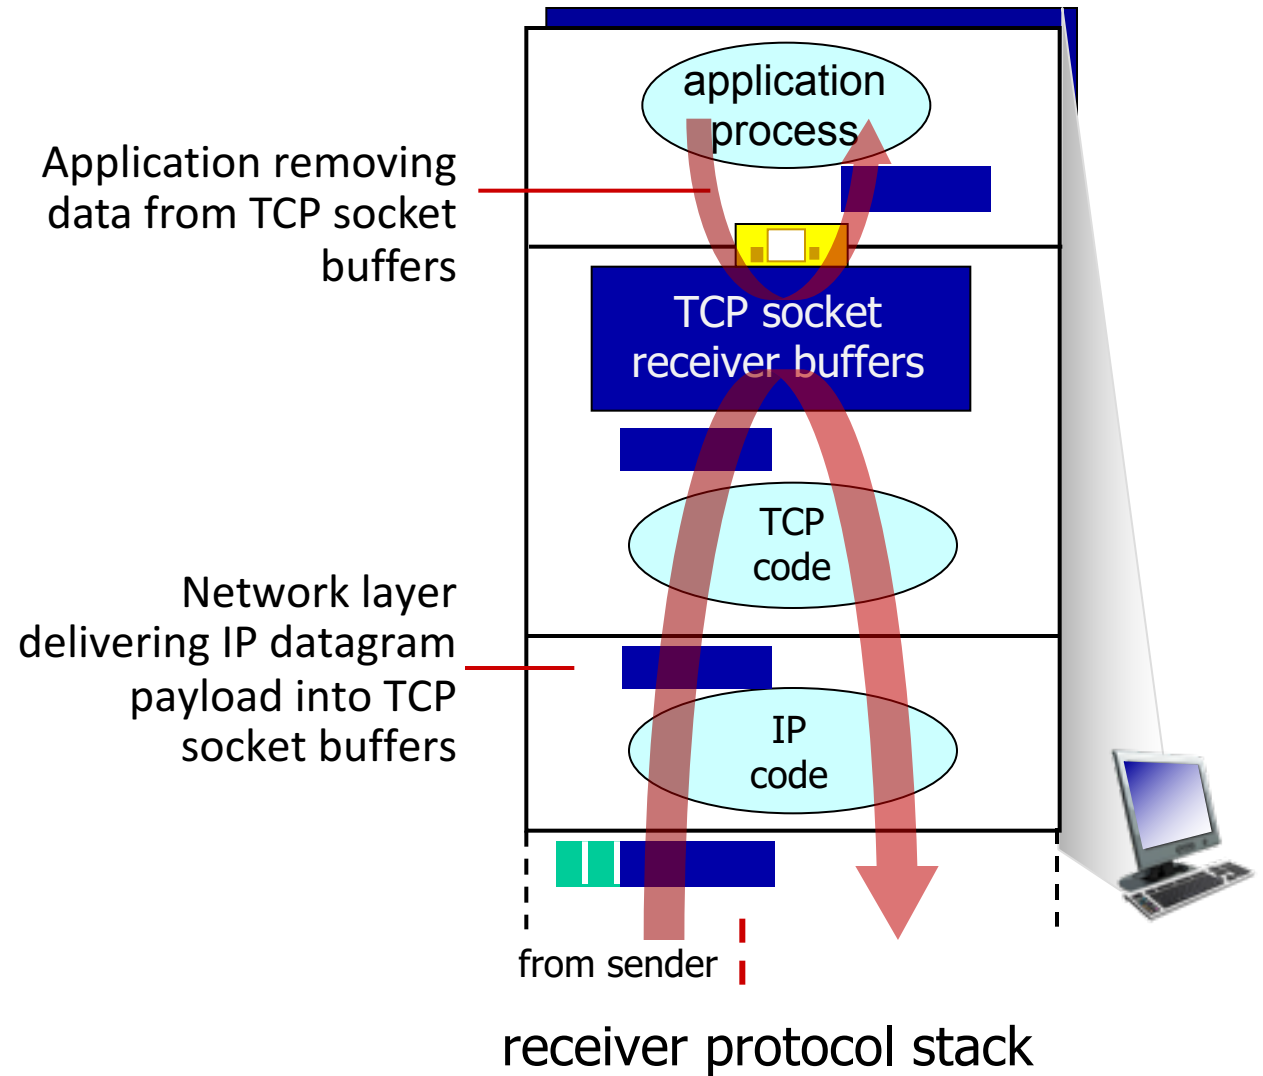 application
process
Application removing
data from TCP socket
buffers
TCP socket
receiver buffers
TCP
code
Network layer
delivering IP datagram
payload into TCP
socket buffers
IP
code
from sender
receiver protocol stack